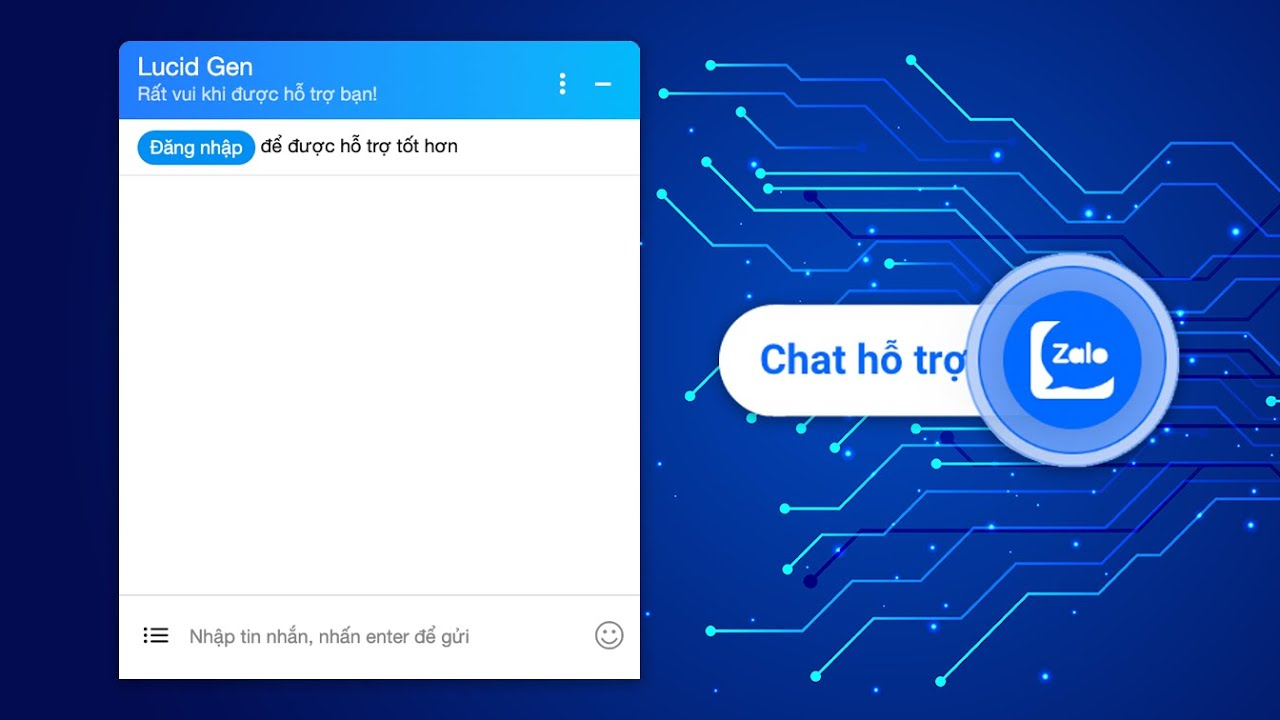 Lucid Gen
Rất vui khi được hỗ trợ bạn!
Đăng nhập để được hỗ trợ tốt hơn
Nhập tin nhắn, nhấn enter để gửi
Chat hỗ trợ
Zalo